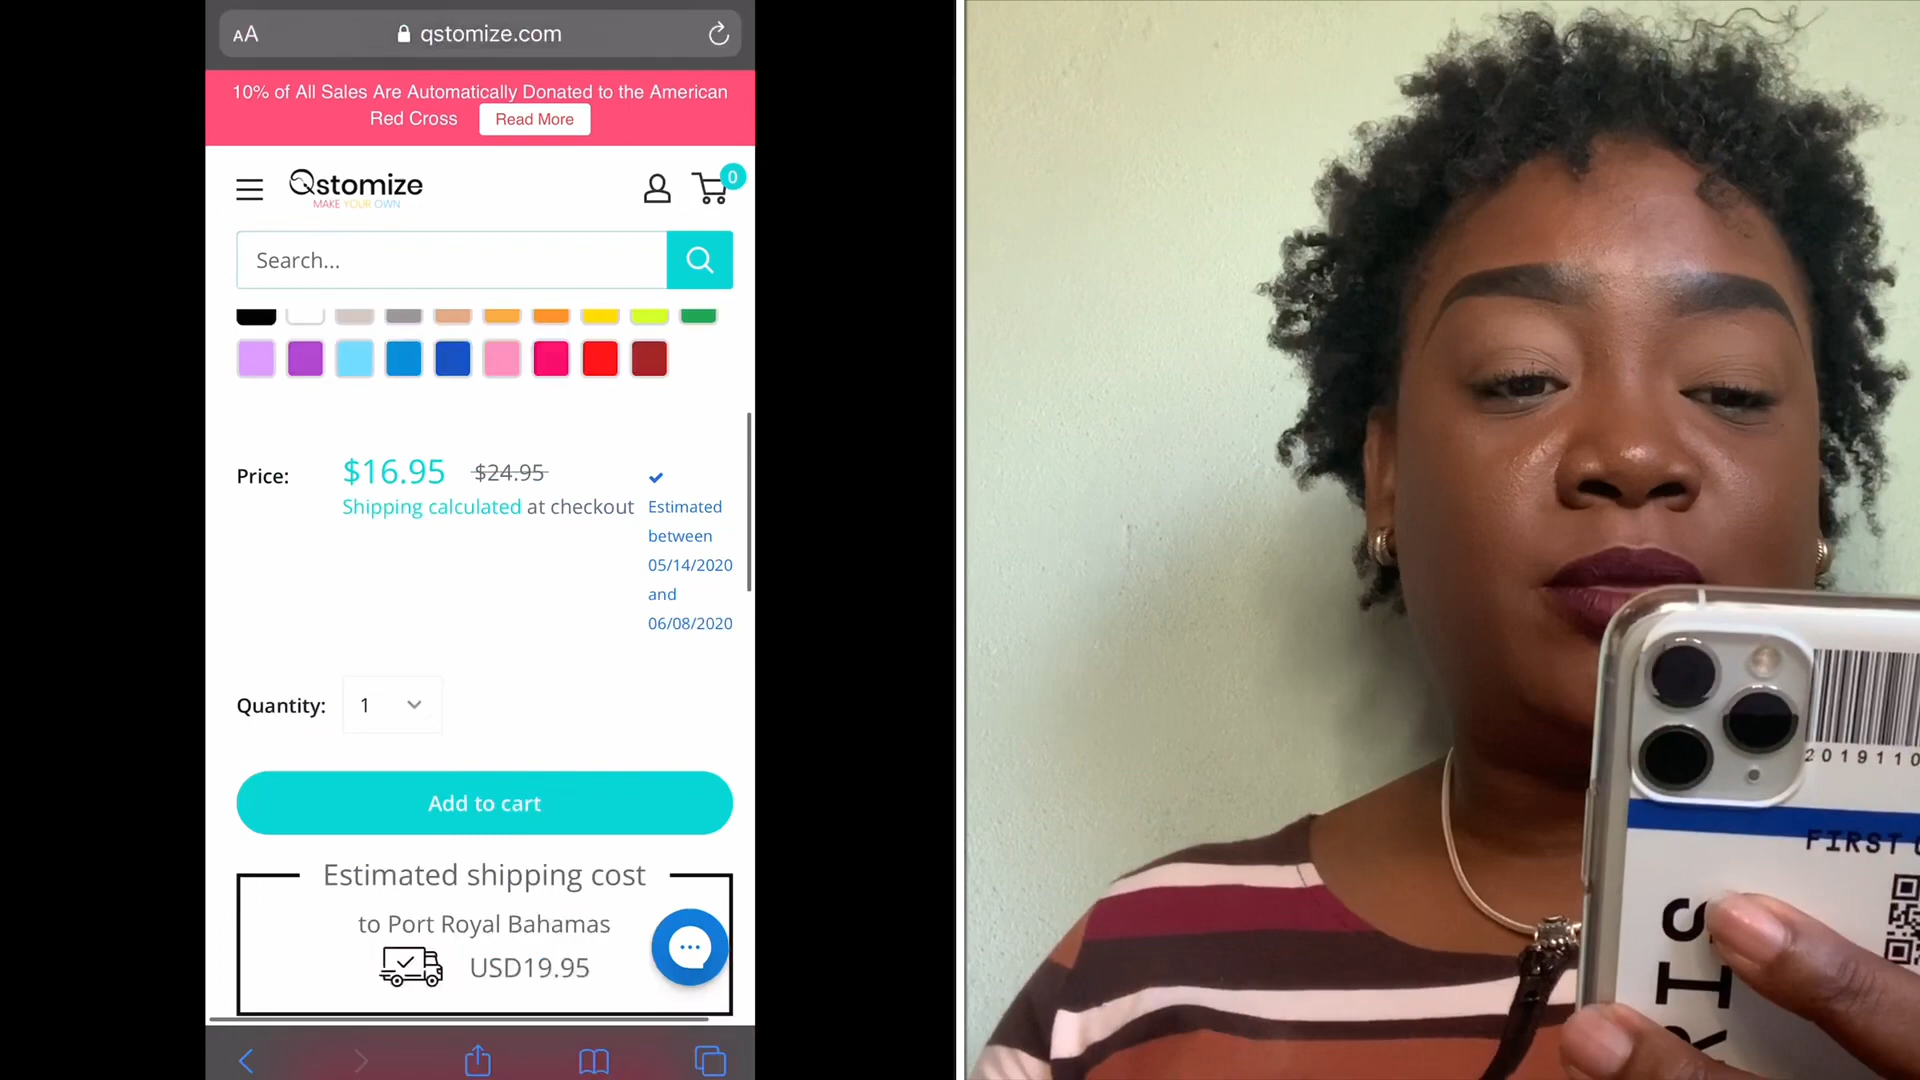 AA qstomize.com
10% of All Sales Are Automatically Donated to the American
Red Cross Read More
Qstomize
MAKE YOUR OWN
0
Search...
Price: $16.95 $24.95
Shipping calculated at checkout
Estimated
between
05/14/2020
and
06/08/2020
Quantity: 1
Add to cart
Estimated shipping cost
to Port Royal Bahamas
USD19.95
2019110
FIRST
RIS